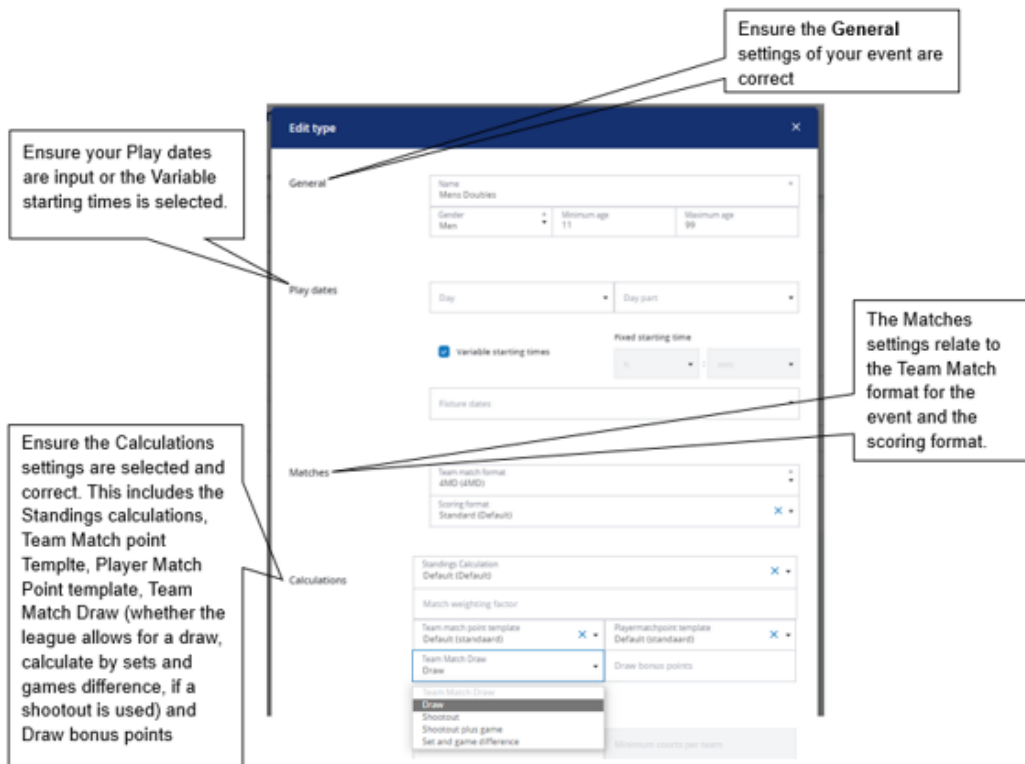 Ensure the General
settings of your event are
correct
Ensure your Play dates
are input or the Variable
starting times is selected.
The Matches
settings relate to
the Team Match
format for the
event and the
scoring format.
Ensure the Calculations
settings are selected and
correct. This includes the
Standings calculations,
Team Match point
Templte, Player Match
Point template, Team
Match Draw (whether the
league allows for a draw,
calculate by sets and
games difference, if a
shootout is used) and
Draw bonus points
Edit type
General
Name
Mens Doubles
Gender
Men
Minimum age
11
Maximum age
99
Play dates
Day
Day part
Variable starting times
Fixed starting time
:
Fixture dates
Matches
Team match format
4MD (4MD)
Scoring format
Standard (Default)
Calculations
Standings Calculation
Default (Default)
Match weighting factor
Team match point template
Default (standaard)
Playermatchpoint template
Default (standaard)
Team Match Draw
Draw
Draw bonus points
Team Match Draw
Draw
Shootout
Shootout plus game
Set and game difference
Minimum courts per team